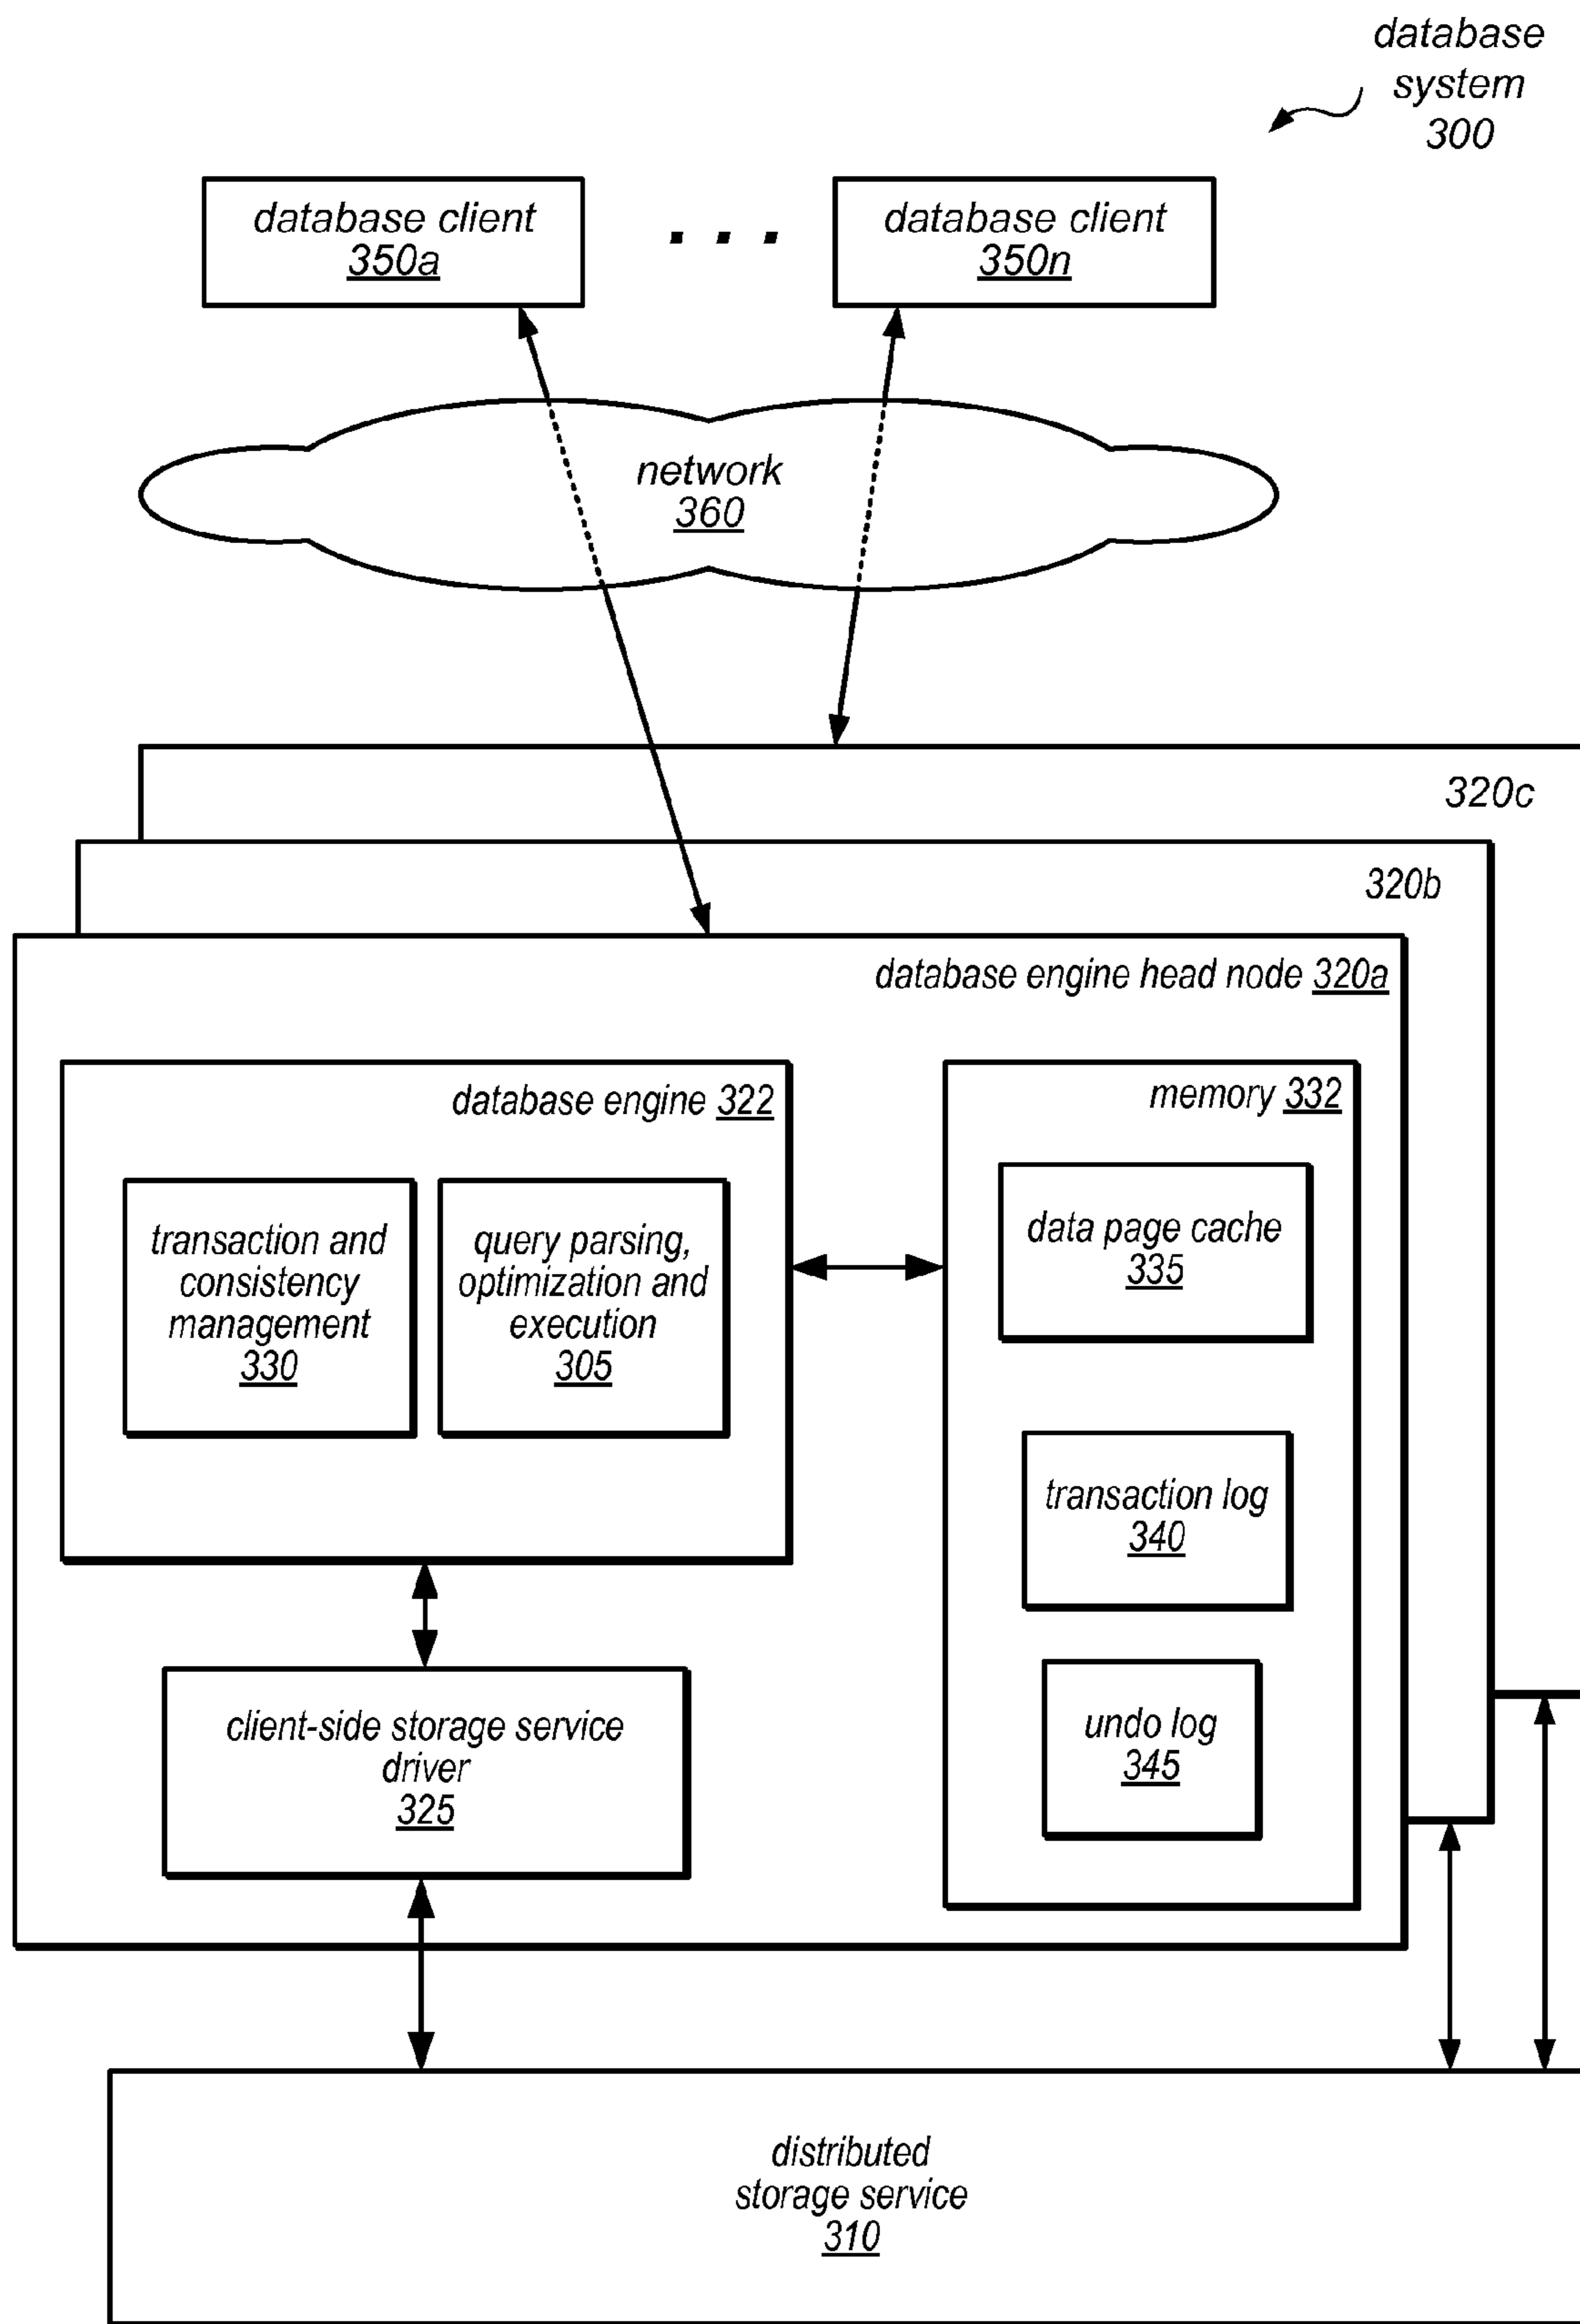 database
system
300
database client
350a
. . .
database client
350n
network
360
320c
320b
database engine head node 320a
database engine 322
transaction and
consistency
management
330
query parsing,
optimization and
execution
305
memory 332
data page cache
335
transaction log
340
undo log
345
client-side storage service
driver
325
distributed
storage service
310